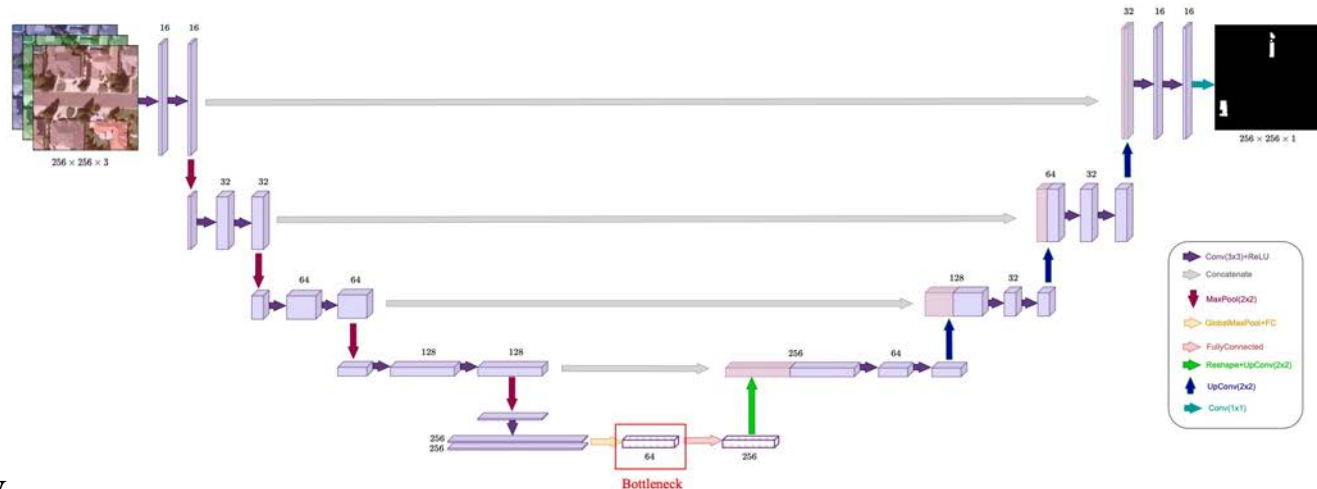 16
16
256 × 256 × 3
32
32
64
64
128
128
256
256
64
Bottleneck
256
256
64
128
32
64
32
32
16
16
256 × 256 × 1
Conv(3x3)+ReLU
Concatenate
MaxPool(2x2)
GlobalMaxPool+FC
FullyConnected
Reshape+UpConv(2x2)
UpConv(2x2)
Conv(1x1)